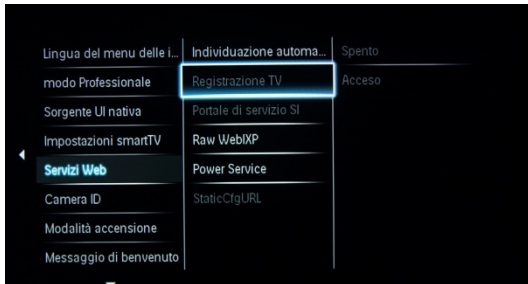 Lingua del menu delle i...
modo Professionale
Sorgente UI nativa
Impostazioni smartTV
Servizi Web
Camera ID
Modalità accensione
Messaggio di benvenuto
Individuazione automa...
Registrazione TV
Portale di servizio SI
Raw WebIXP
Power Service
StaticCfgURL
Spento
Acceso